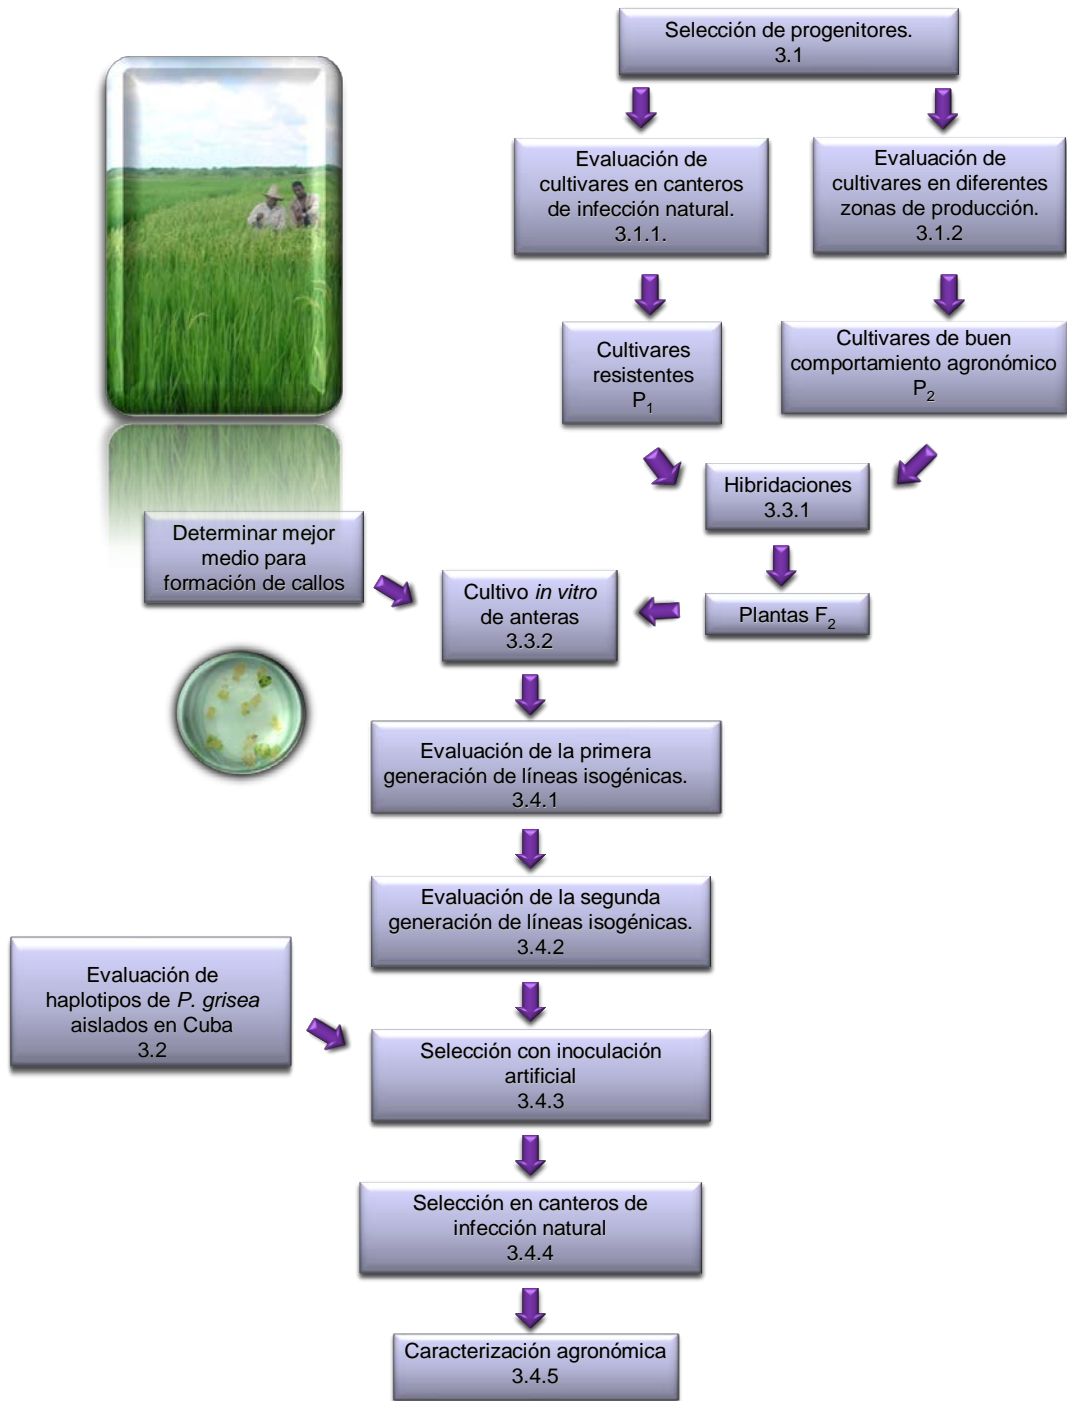 Selección de progenitores.
3.1
Evaluación de
cultivares en canteros
de infección natural.
3.1.1.
Evaluación de
cultivares en diferentes
zonas de producción.
3.1.2
Cultivares
resistentes
P1
Cultivares de buen
comportamiento agronómico
P2
Hibridaciones
3.3.1
Determinar mejor
medio para
formación de callos
Cultivo in vitro
de anteras
3.3.2
Plantas F2
Evaluación de la primera
generación de líneas isogénicas.
3.4.1
Evaluación de la segunda
generación de líneas isogénicas.
3.4.2
Evaluación de
haplotipos de P. grisea
aislados en Cuba
3.2
Selección con inoculación
artificial
3.4.3
Selección en canteros de
infección natural
3.4.4
Caracterización agronómica
3.4.5